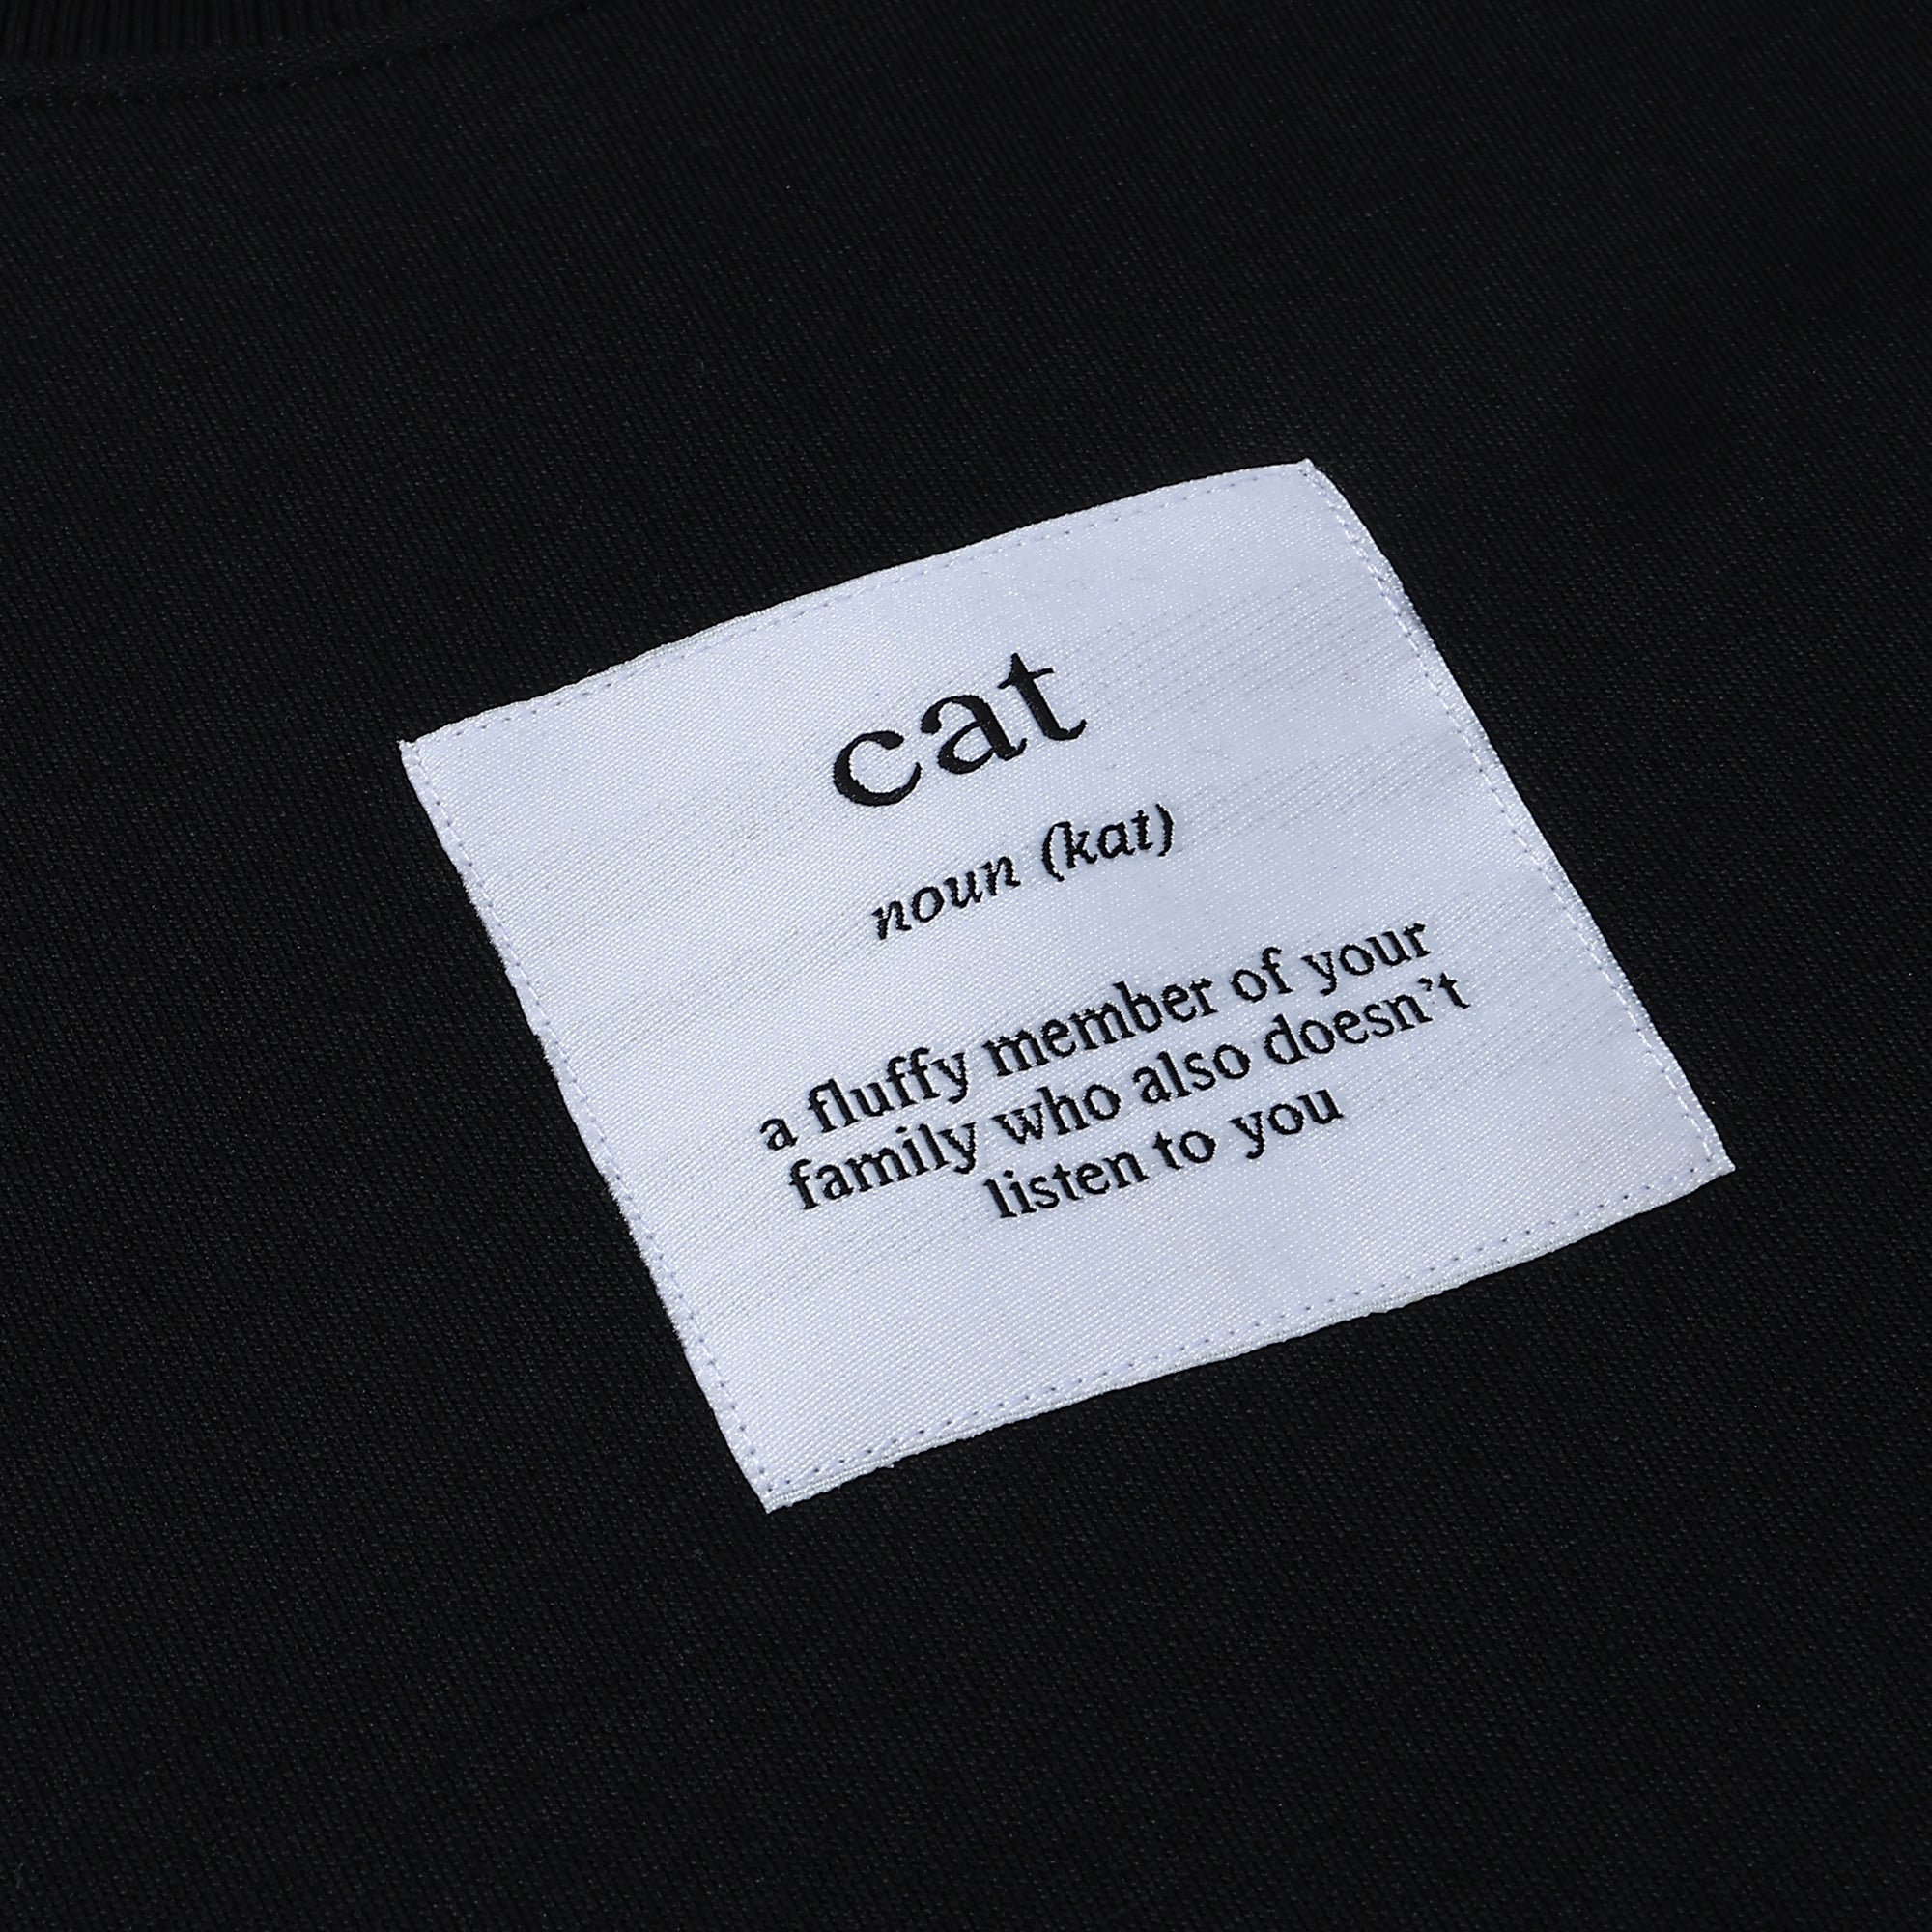 cat
noun (kat)
a fluffy member of your
family who also doesn’t
listen to you